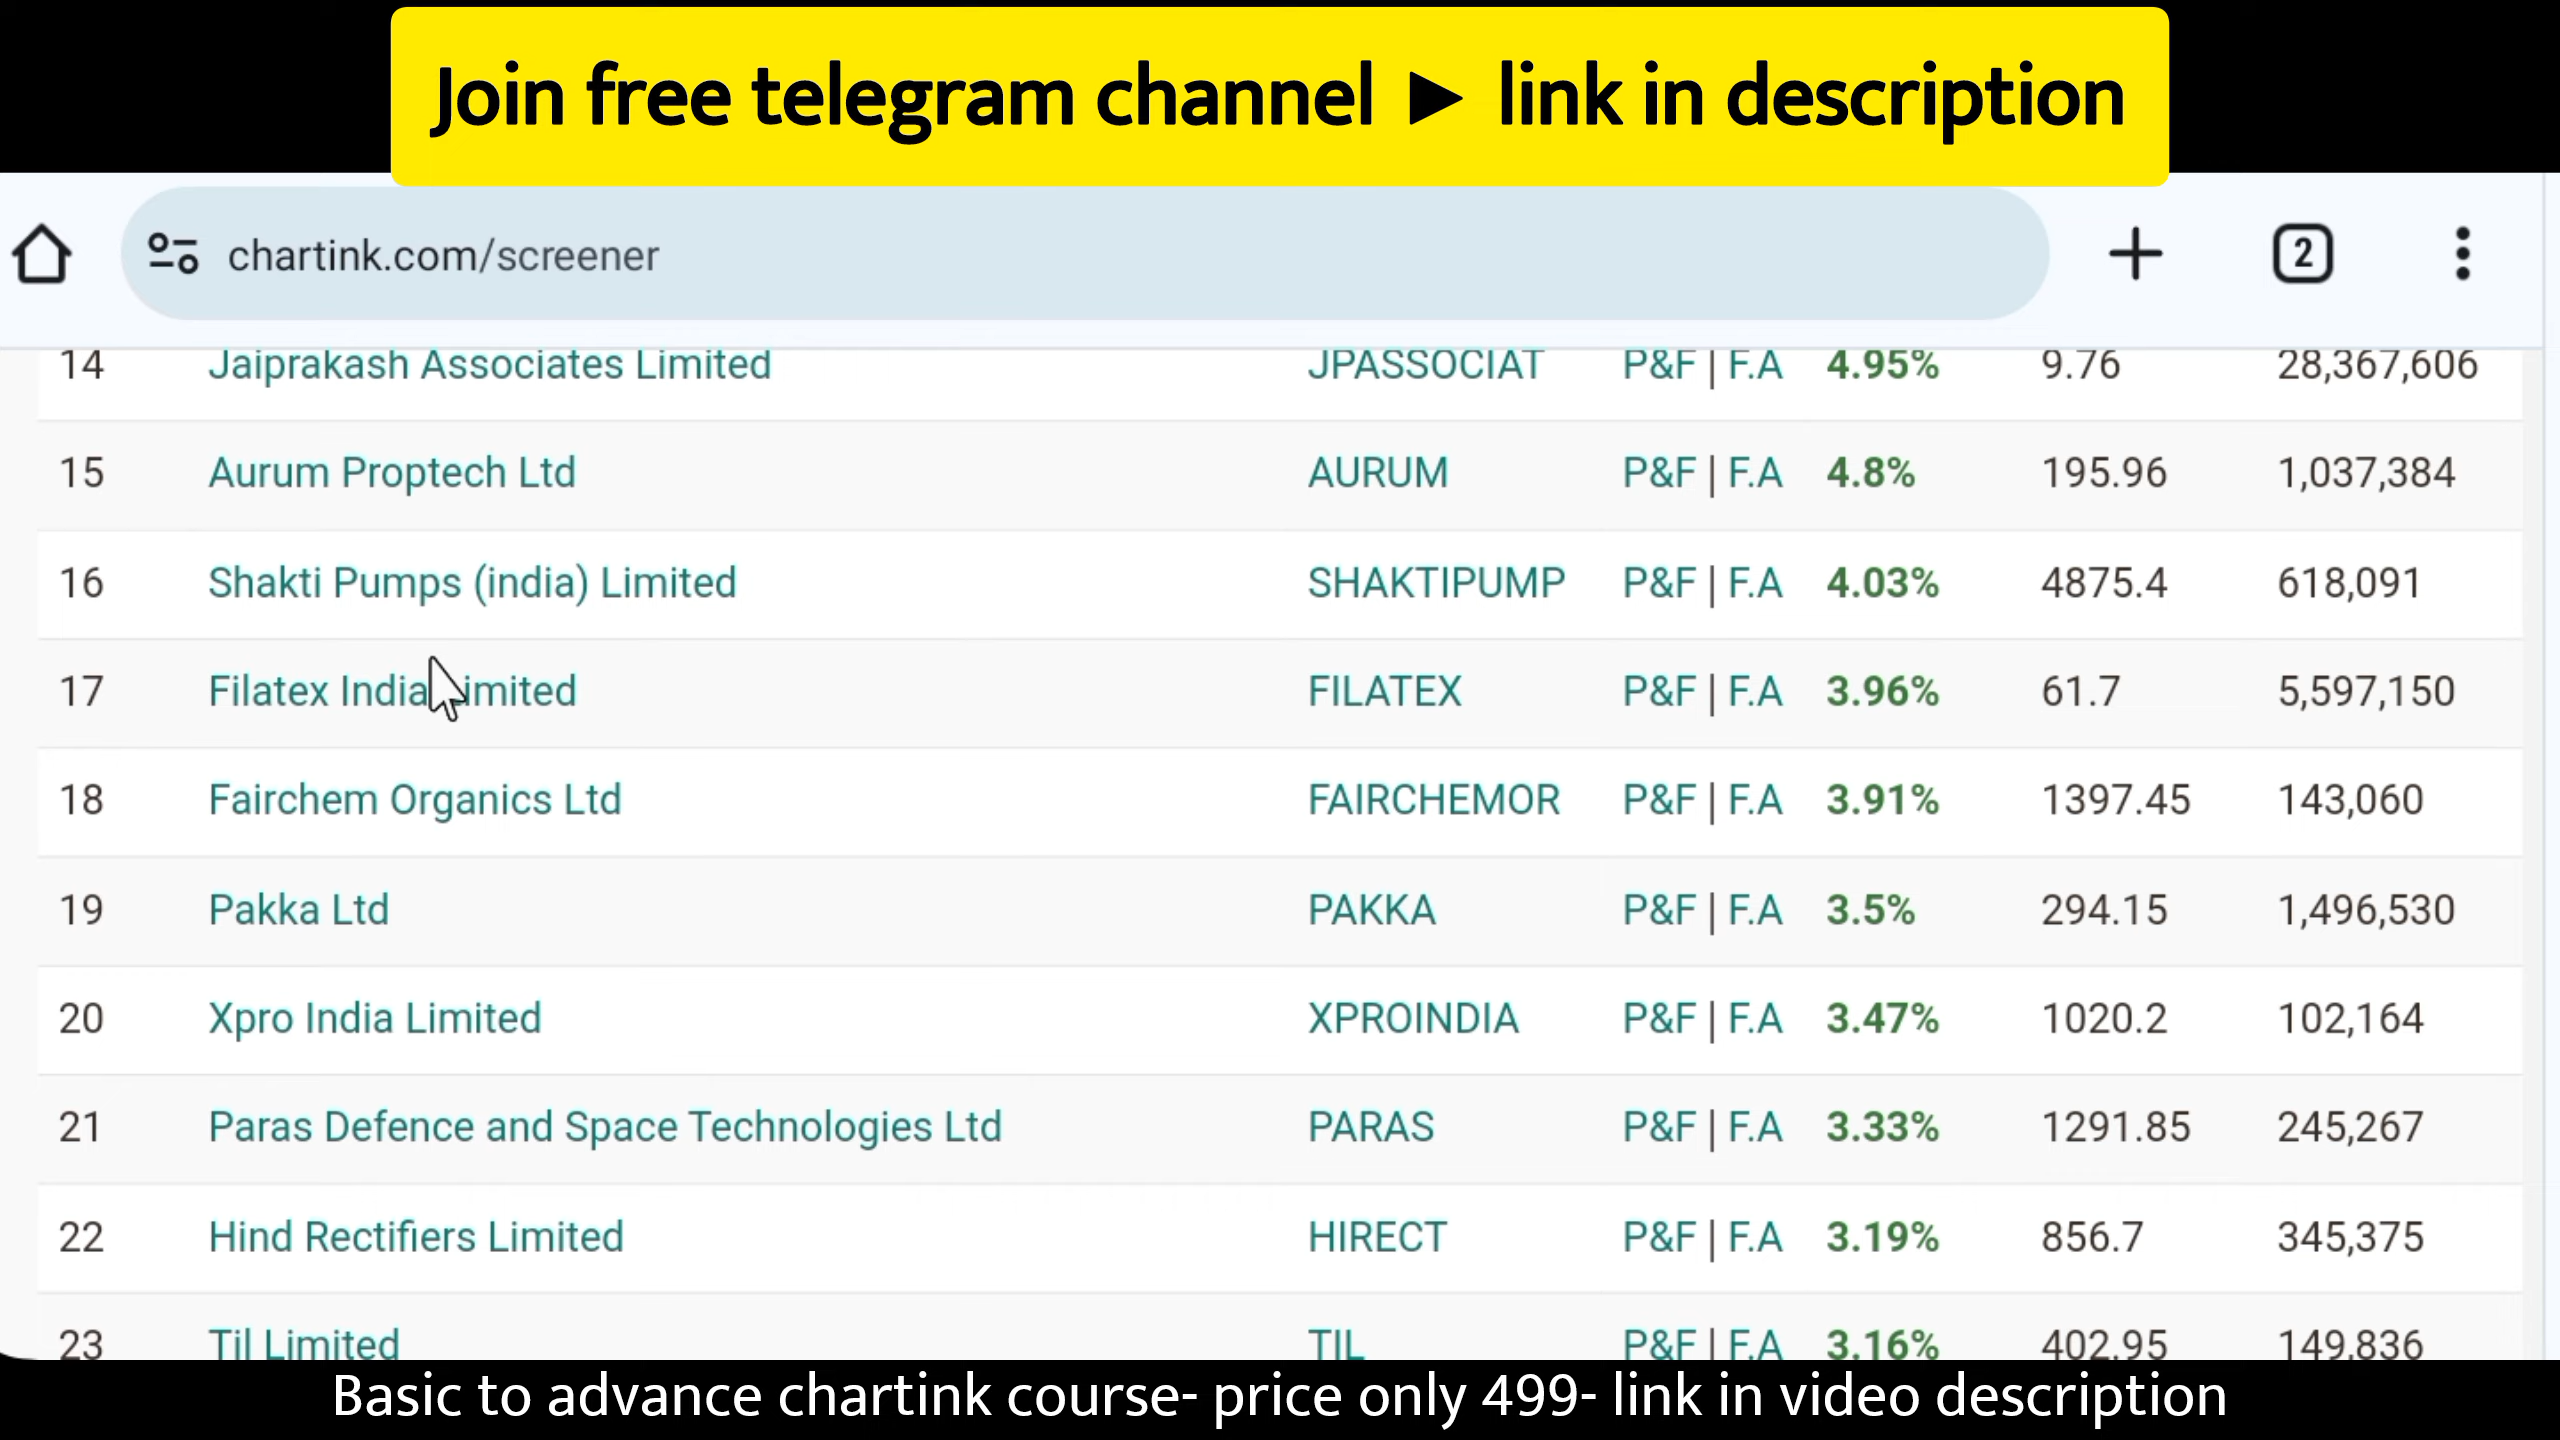 Join free telegram channel ► link in description
chartink.com/screener
2
14 Jaiprakash Associates Limited JPASSOCIAT P&F | F.A 4.95% 9.76 28,367,606
15 Aurum Proptech Ltd AURUM P&F | F.A 4.8% 195.96 1,037,384
16 Shakti Pumps (india) Limited SHAKTIPUMP P&F | F.A 4.03% 4875.4 618,091
17 Filatex India Limited FILATEX P&F | F.A 3.96% 61.7 5,597,150
18 Fairchem Organics Ltd FAIRCHEMOR P&F | F.A 3.91% 1397.45 143,060
19 Pakka Ltd PAKKA P&F | F.A 3.5% 294.15 1,496,530
20 Xpro India Limited XPROINDIA P&F | F.A 3.47% 1020.2 102,164
21 Paras Defence and Space Technologies Ltd PARAS P&F | F.A 3.33% 1291.85 245,267
22 Hind Rectifiers Limited HIRECT P&F | F.A 3.19% 856.7 345,375
23 Til Limited TIL P&F | F.A 3.16% 402.95 149,836
Basic to advance chartink course- price only 499- link in video description